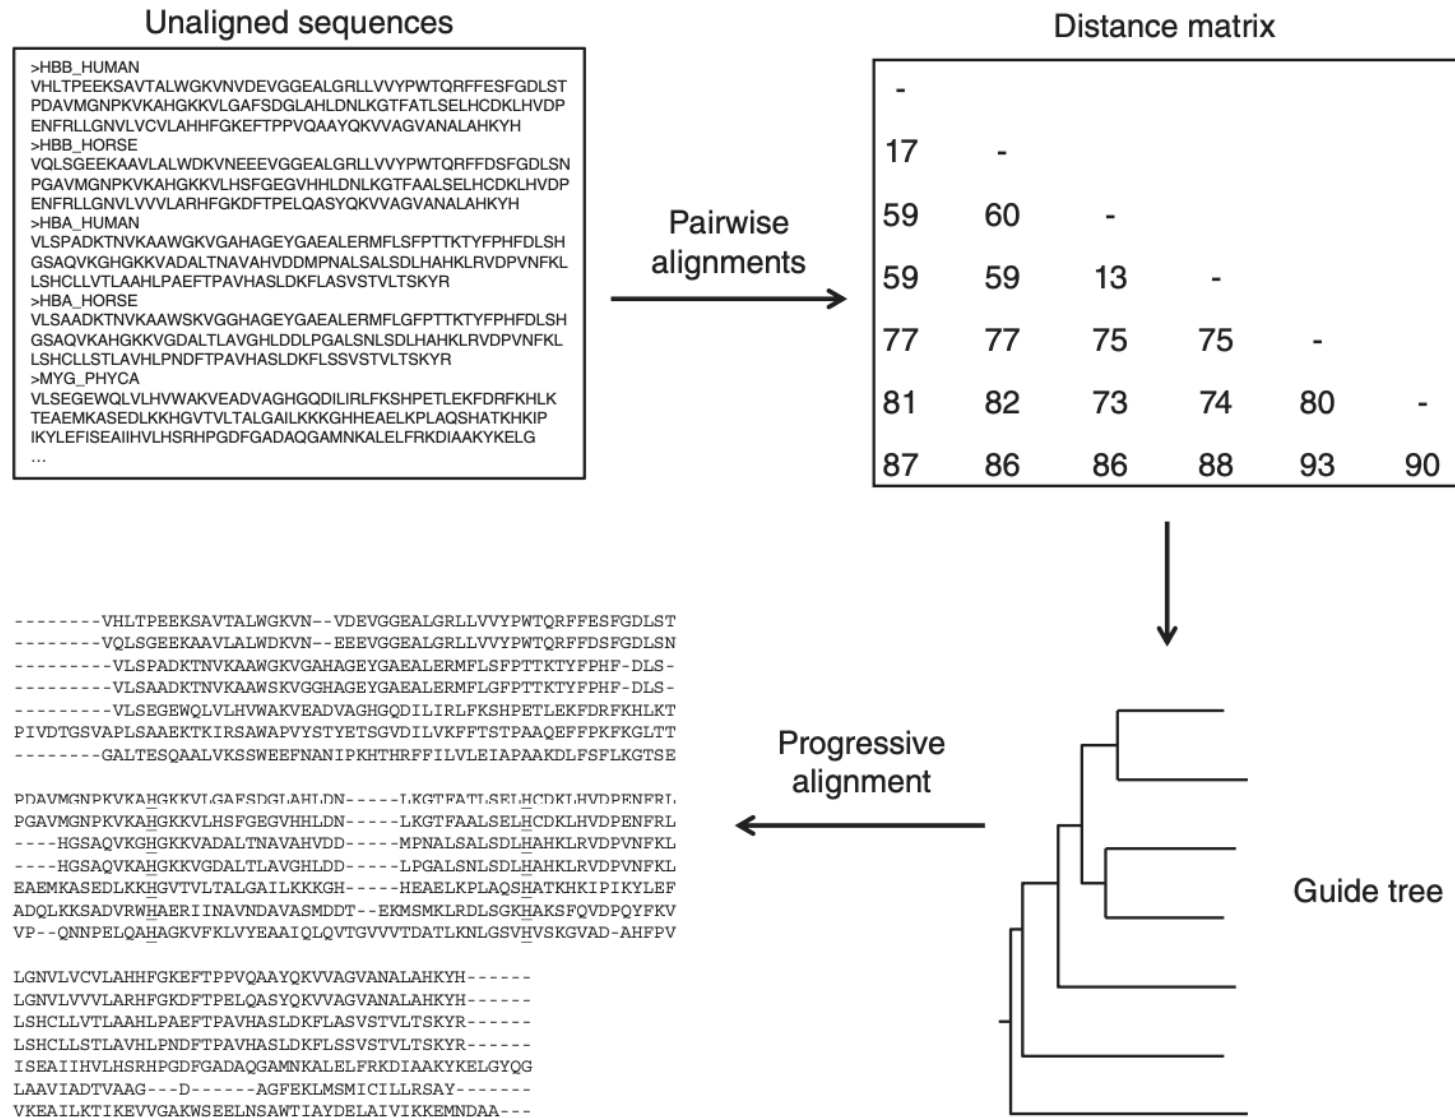 Unaligned sequences
>HBB_HUMAN
VHLTPEEKSAVTALWGKVNVDEVGGEALGRLLVVYPWTQRFFESFGDLST
PDAVMGNPKVKAHGKKVLGAFSDGLAHLDNLKGTFATLSELHCDKLHVDP
ENFRLLGNVLVCVLAHHFGKEFTPPVQAAYQKVVAGVANALAHKYH
>HBB_HORSE
VQLSGEEKAAVLALWDKVNEEEVGGEALGRLLVVYPWTQRFFDSFGDLSN
PGAVMGNPKVKAHGKKVLHSFGEGVHHLDNLKGTFAALSELHCDKLHVDP
ENFRLLGNVLVVVLARHFGKDFTPELQASYQKVVAGVANALAHKYH
>HBA_HUMAN
VLSPADKTNVKAAWGKVGAHAGEYGAEALERMFLSFPTTKTYFPHFDLSH
GSAQVKGHGKKVADALTNAVAHVDDMPNALSALSDLHAHKLRVDPVNFKL
LSHCLLVTLAAHLPAEFTPAVHASLDKFLASVSTVLTSKYR
>HBA_HORSE
VLSAADKTNVKAAWSKVGGHAGEYGAEALERMFLGFPTTKTYFPHFDLSH
GSAQVKAHGKKVGDALTLAVGHLDDLPGALSNLSDLHAHKLRVDPVNFKL
LSHCLLSTLAVHLPNDFTPAVHASLDKFLSSVSTVLTSKYR
>MYG_PHYCA
VLSEGEWQLVLHVWAKVEADVAGHGQDILIRLFKSHPETLEKFDRFKHLK
TEAEMKASEDLKKHGVTVLTALGAILKKKGHHEAELKPLAQSHATKHKIP
IKYLEFISEAIIHVLHSRHPGDFGADAQGAMNKALELFRKDIAAKYKELG
...
Pairwise
alignments
Distance matrix
-
17 -
59 60 -
59 59 13 -
77 77 75 75 -
81 82 73 74 80 -
87 86 86 88 93 90
Guide tree
Progressive
alignment
--------VHLTPEEKSAVTALWGKVN--VDEVGGEALGRLLVVYPWTQRFFESFGDLST
--------VQLSGEEKAAVLALWDKVN--EEEVGGEALGRLLVVYPWTQRFFDSFGDLSN
---------VLSPADKTNVKAAWGKVGAHAGEYGAEALERMFLSFPTTKTYFPHF-DLS-
---------VLSAADKTNVKAAWSKVGGHAGEYGAEALERMFLGFPTTKTYFPHF-DLS-
---------VLSEGEWQLVLHVWAKVEADVAGHGQDILIRLFKSHPETLEKFDRFKHLKT
PIVDTGSVAPLSAAEKTKIRSAWAPVYSTYETSGVDILVKFFTSTPAAQEFFPKFKGLTT
--------GALTESQAALVKSSWEEFNANIPKHTHRFFILVLEIAPAAKDLFSFLKGTSE
PDAVMGNPKVKAHGKKVLGAFSDGLAHLDN-----LKGTFATLSELHCDKLHVDPENFRL
PGAVMGNPKVKAHGKKVLHSFGEGVHHLDN-----LKGTFAALSELHCDKLHVDPENFRL
----HGSAQVKGHGKKVADALTNAVAHVDD-----MPNALSALSDLHAHKLRVDPVNFKL
----HGSAQVKAHGKKVGDALTLAVGHLDD-----LPGALSNLSDLHAHKLRVDPVNFKL
EAEMKASEDLKKHGVTVLTALGAILKKKGH-----HEAELKPLAQSHATKHKIPIKYLEF
ADQLKKSADVRWHAERIINAVNDAVASMDDT--EKMSMKLRDLSGKHAKSFQVDPQYFKV
VP--QNNPELQAHAGKVFKLVYEAAIQLQVTGVVVTDATLKNLGSVHVSKGVAD-AHFPV
LGNVLVCVLAHHFGKEFTPPVQAAYQKVVAGVANALAHKYH------
LGNVLVVVLARHFGKDFTPELQASYQKVVAGVANALAHKYH------
LSHCLLVTLAAHLPAEFTPAVHASLDKFLASVSTVLTSKYR------
LSHCLLSTLAVHLPNDFTPAVHASLDKFLSSVSTVLTSKYR------
ISEAIIHVLHSRHPGDFGADAQGAMNKALELFRKDIAAKYKELGYQG
LAAVIADTVAAG---D------AGFEKLMSMICILLRSAY-------
VKEAILKTIKEVVGAKWSEELNSAWTIAYDELAIVIKKEMNDAA---